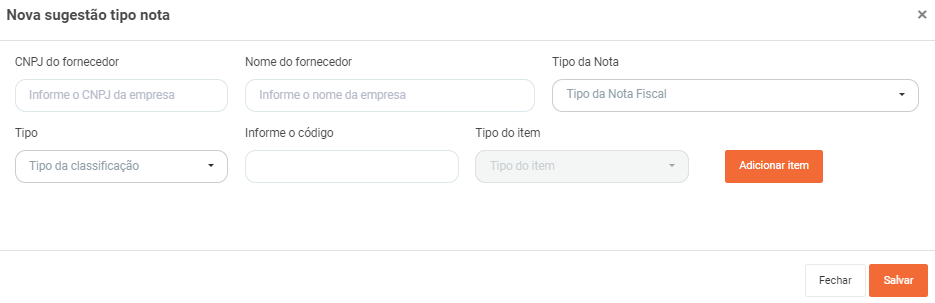 Nova sugestão tipo nota ×
CNPJ do fornecedor Nome do fornecedor Tipo da Nota
Informe o CNPJ da empresa Informe o nome da empresa Tipo da Nota Fiscal
Tipo Informe o código Tipo do item
Tipo da classificação Tipo do item Adicionar item
Fechar Salvar